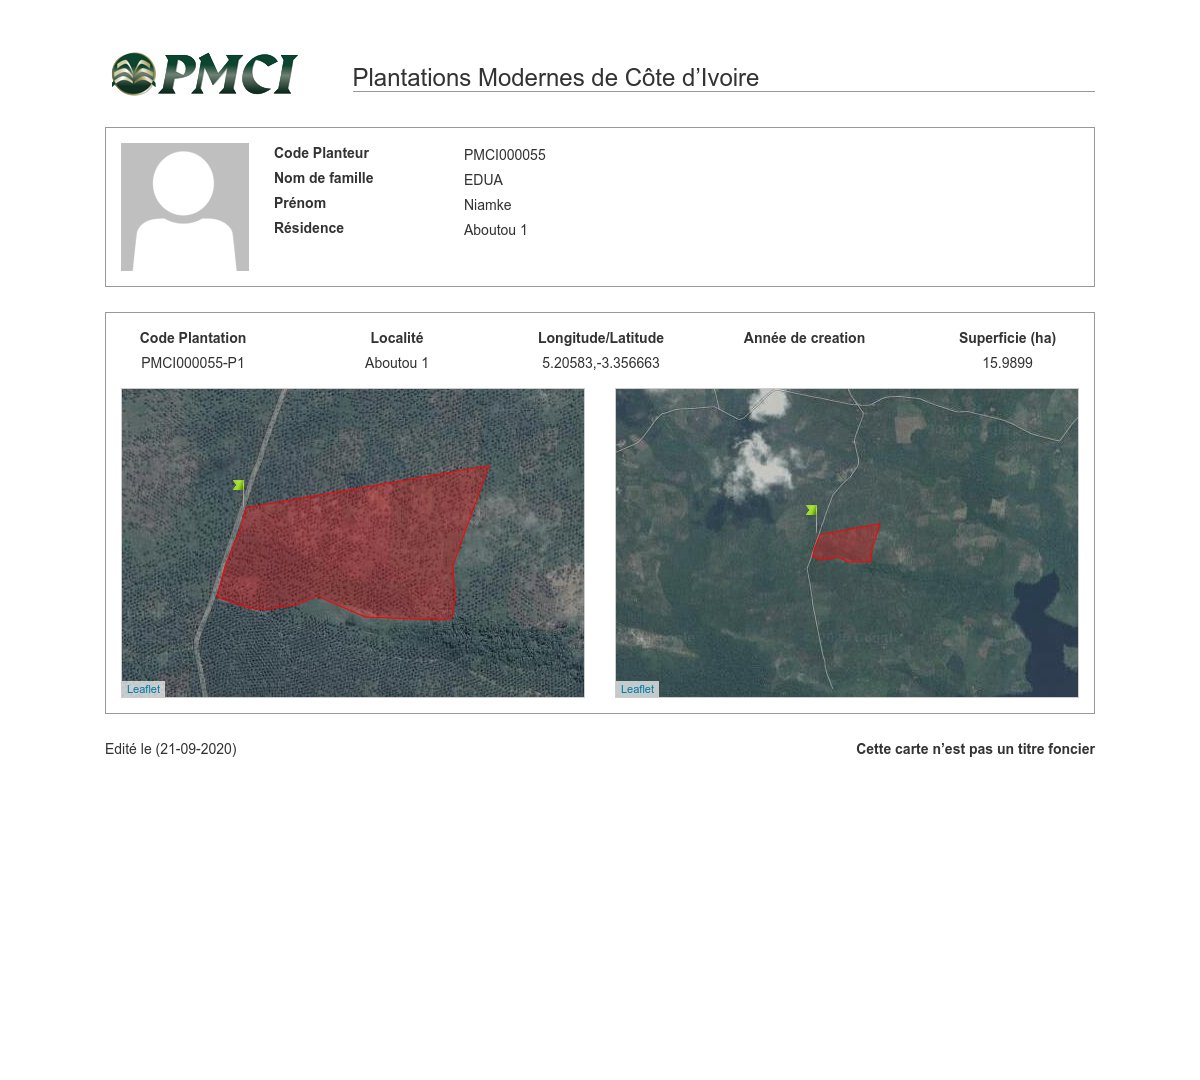 PMCI
Plantations Modernes de Côte d’Ivoire
Code Planteur PMCI000055
Nom de famille EDUA
Prénom Niamke
Résidence Aboutou 1
Code Plantation Localité Longitude/Latitude Année de creation Superficie (ha)
PMCI000055-P1 Aboutou 1 5.20583,-3.356663 15.9899
Leaflet Leaflet
Edité le (21-09-2020) Cette carte n’est pas un titre foncier